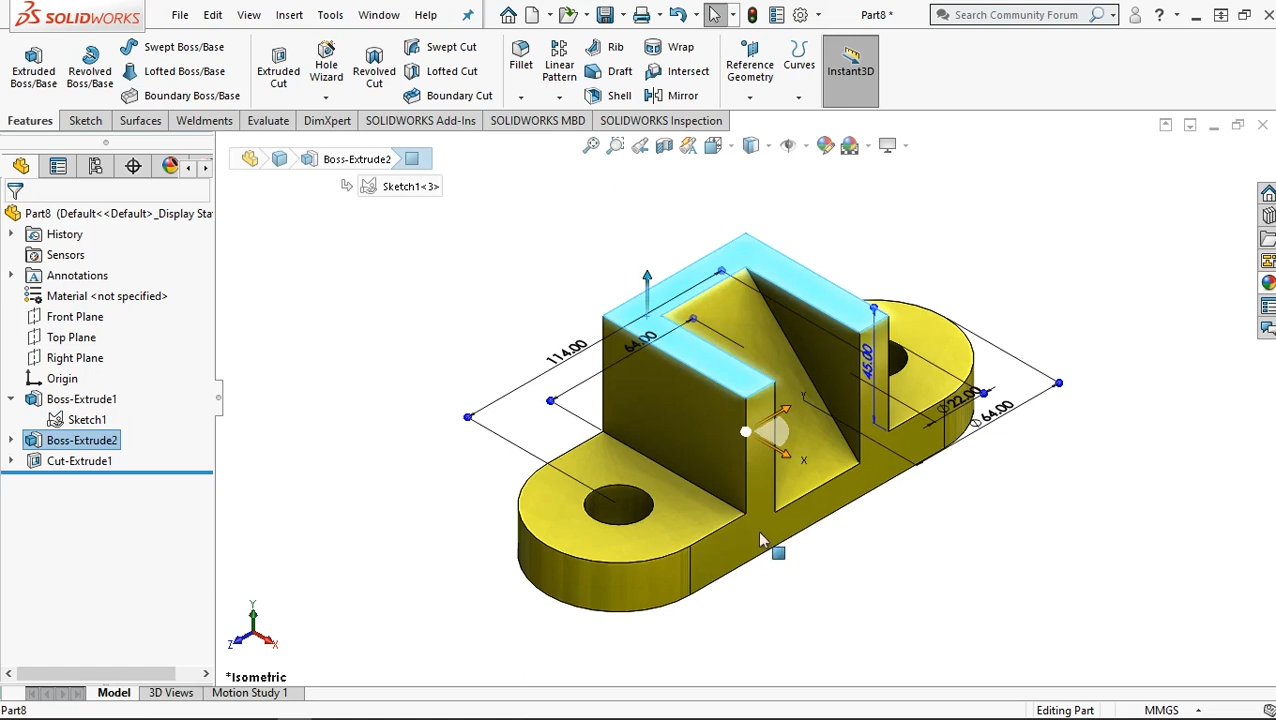 SOLIDWORKS File Edit View Insert Tools Window Help Part8 * Search Community Forum ?
Extruded Boss/Base
Revolved Boss/Base
Swept Boss/Base
Lofted Boss/Base
Boundary Boss/Base
Extruded Cut
Hole Wizard
Revolved Cut
Swept Cut
Lofted Cut
Boundary Cut
Fillet
Linear Pattern
Rib
Draft
Shell
Wrap
Intersect
Mirror
Reference Geometry
Curves
Instant3D
Features Sketch Surfaces Weldments Evaluate DimXpert SOLIDWORKS Add-Ins SOLIDWORKS MBD SOLIDWORKS Inspection
Boss-Extrude2
Sketch1<3>
Part8 (Default<<Default>_Display Sta
History
Sensors
Annotations
Material <not specified>
Front Plane
Top Plane
Right Plane
Origin
Boss-Extrude1
Sketch1
Boss-Extrude2
Cut-Extrude1
114.00
64.00
45.00
∅22.00
∅64.00
Y
X
Y
Z
X
*Isometric
Model 3D Views Motion Study 1
Part8 Editing Part MMGS